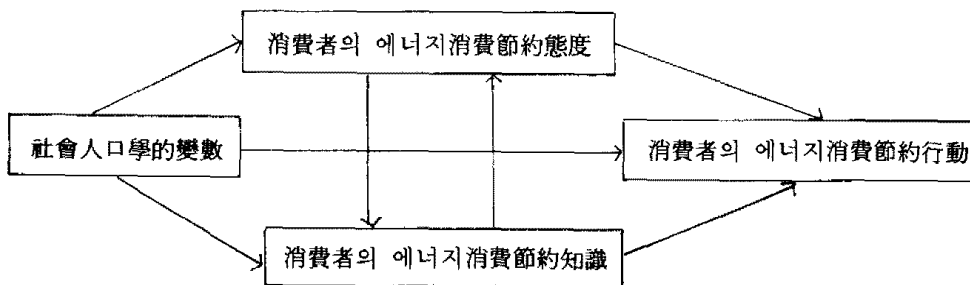 消費者의 에너지消費節約態度
社會人口學的變數
消費者의 에너지消費節約行動
消費者의 에너지消費節約知識